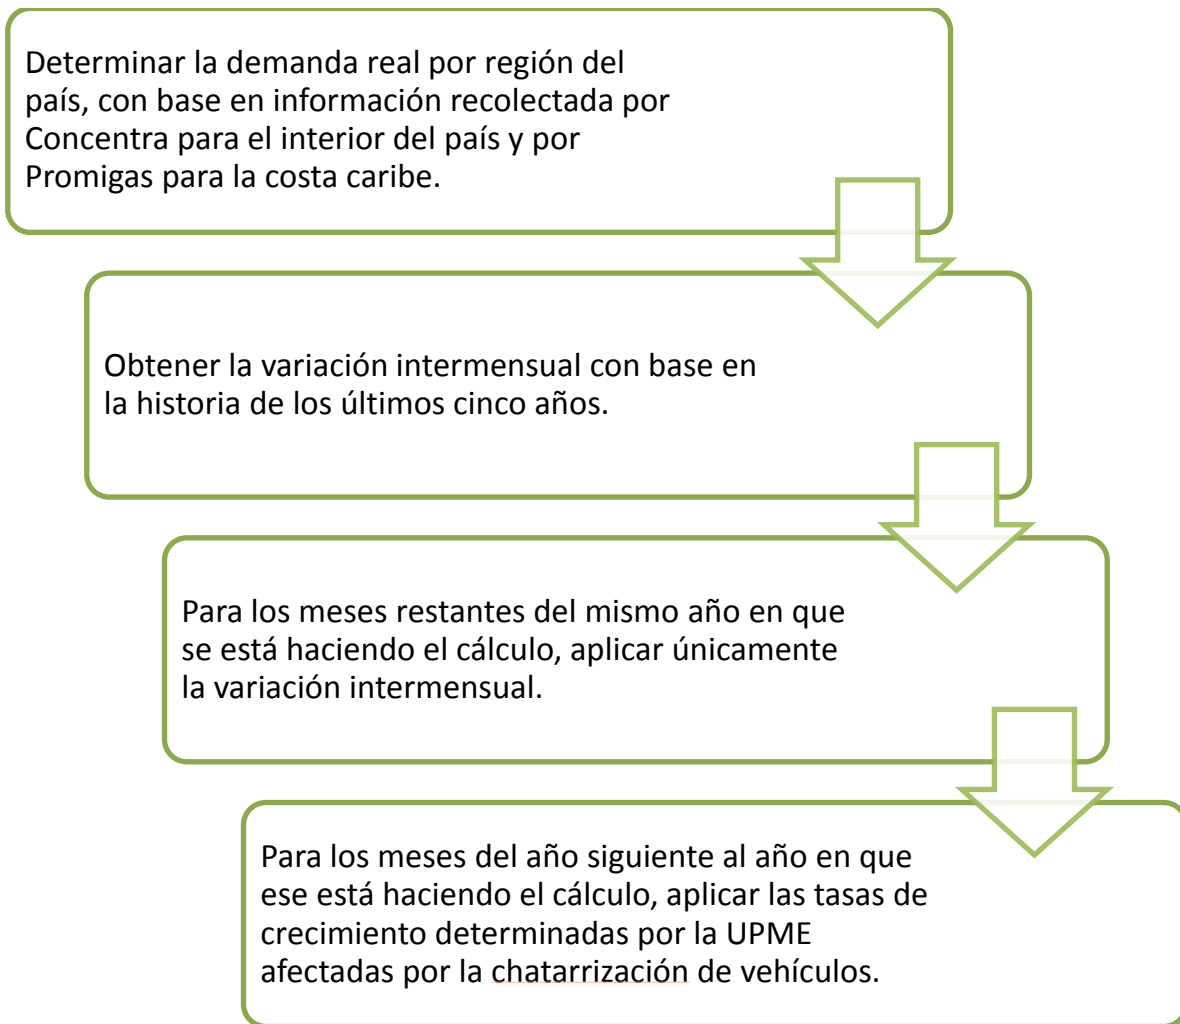 Determinar la demanda real por región del
país, con base en información recolectada por
Concentra para el interior del país y por
Promigas para la costa caribe.
Obtener la variación intermensual con base en
la historia de los últimos cinco años.
Para los meses restantes del mismo año en que
se está haciendo el cálculo, aplicar únicamente
la variación intermensual.
Para los meses del año siguiente al año en que
ese está haciendo el cálculo, aplicar las tasas de
crecimiento determinadas por la UPME
afectadas por la chatarrización de vehículos.